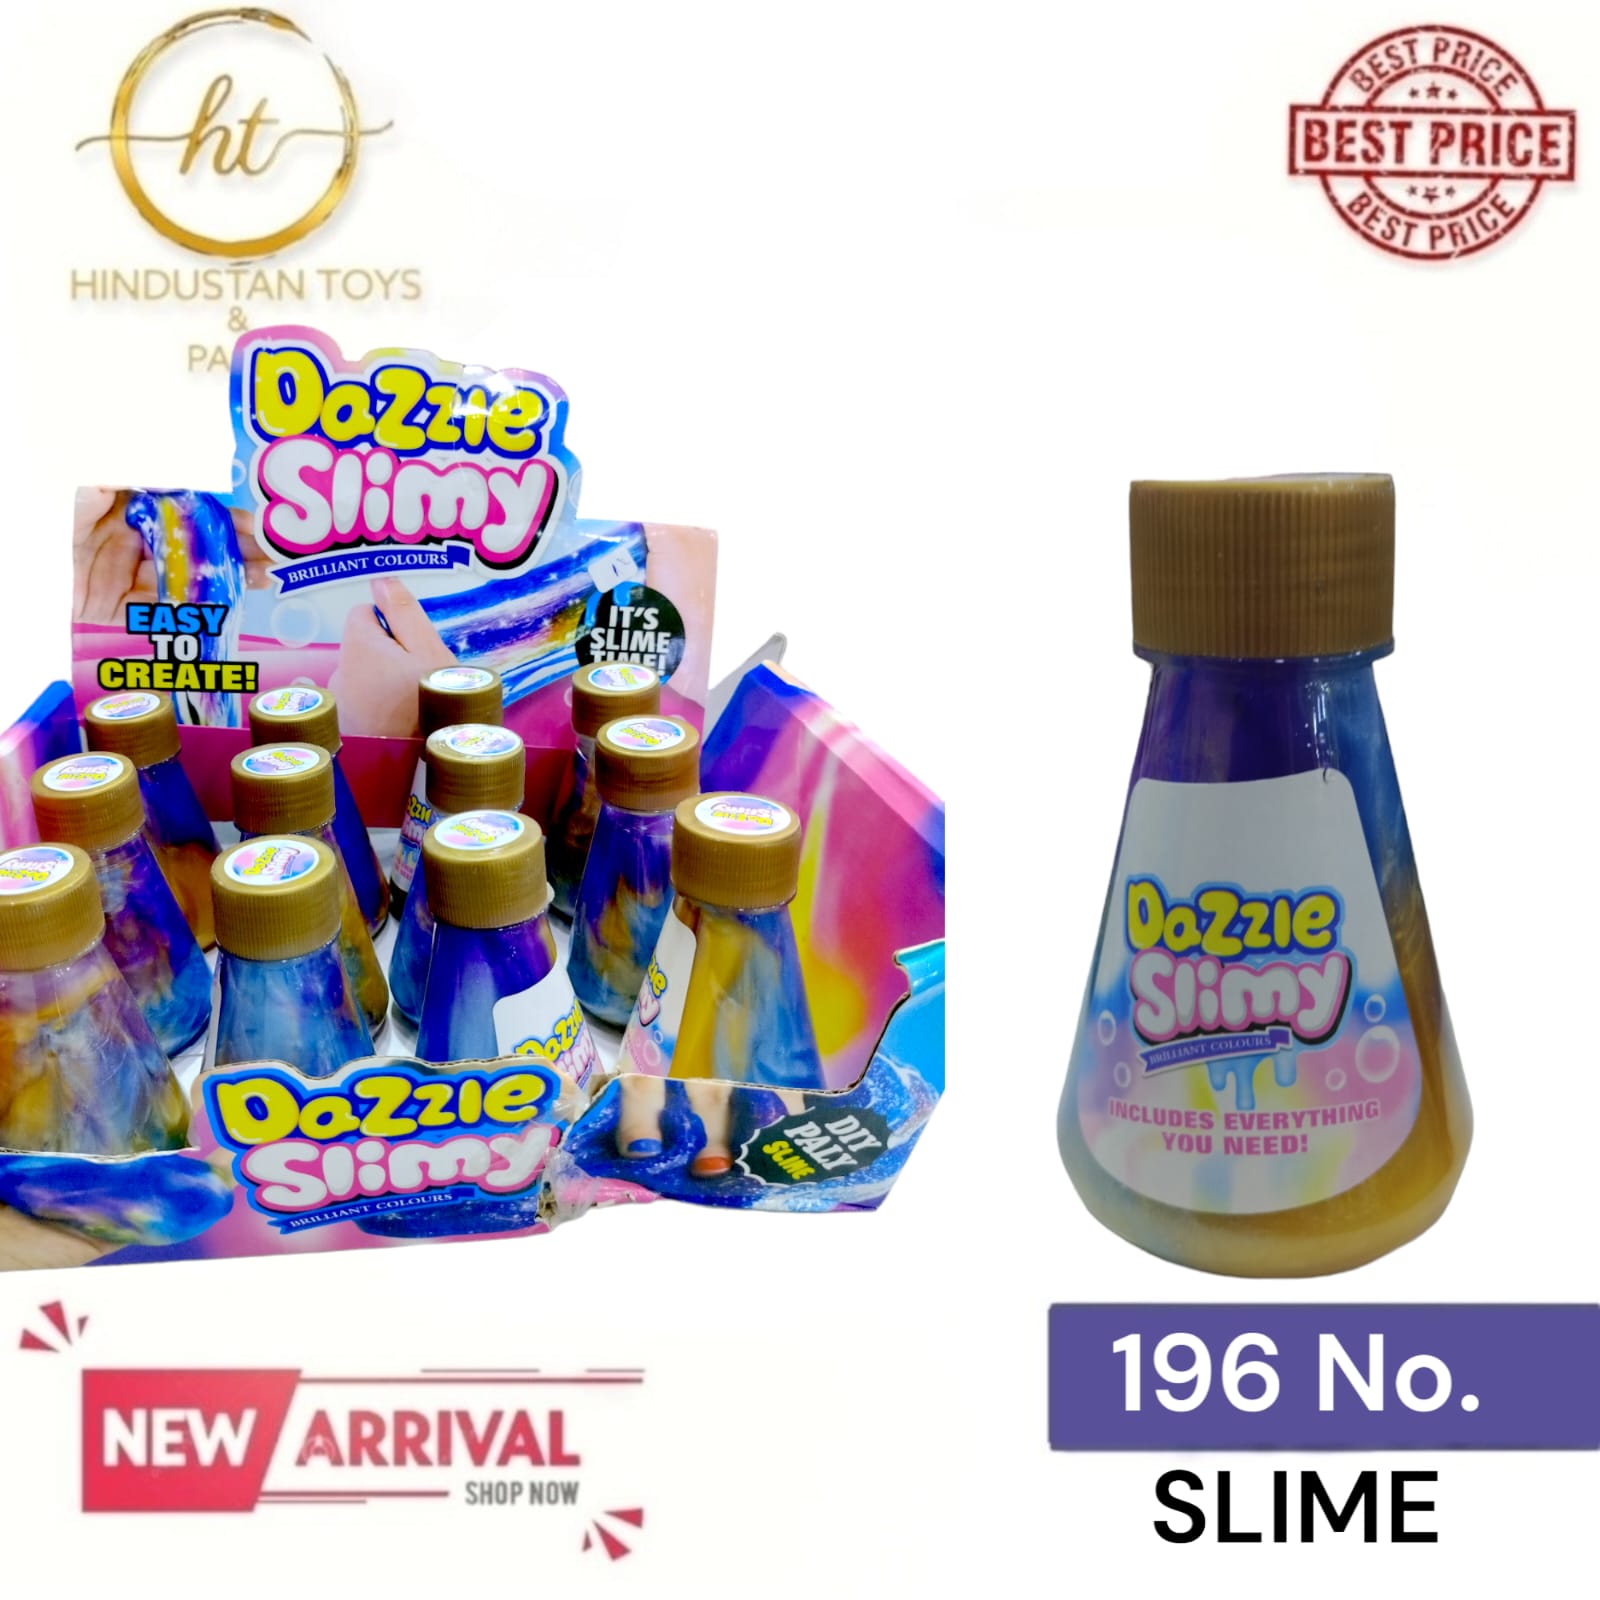 ht
HINDUSTAN TOYS
&
BEST PRICE
BEST PRICE
BEST PRICE
Dazzle
Slimy
BRILLIANT COLOURS
EASY
TO
CREATE!
IT'S
SLIME
TIME!
Dazzle
Slimy
BRILLIANT COLOURS
DIY
PALY
SLIME
Dazzle
Slimy
BRILLIANT COLOURS
INCLUDES EVERYTHING
YOU NEED!
NEW ARRIVAL
SHOP NOW
196 No.
SLIME